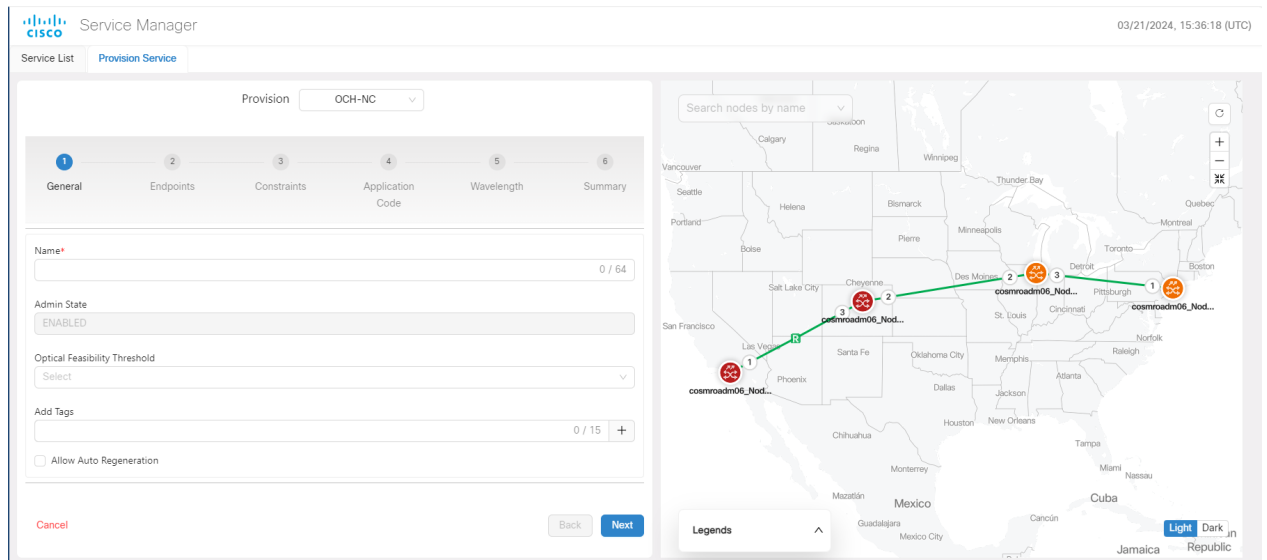 CISCO
Service Manager
03/21/2024, 15:36:18 (UTC)
Service List
Provision Service
Provision
OCH-NC
1
2
3
4
5
6
General
Endpoints
Constraints
Application
Code
Wavelength
Summary
Name*
0 / 64
Admin State
ENABLED
Optical Feasibility Threshold
Select
Add Tags
0 / 15
+
Allow Auto Regeneration
Cancel
Back
Next
Search nodes by name
Calgary
Regina
Winnipeg
Vancouver
Thunder Bay
Seattle
Quebec
Helena
Bismarck
Portland
Montreal
Minneapolis
Pierre
Toronto
Boise
Detroit
Boston
Des Moines
2
3
Salt Lake City
Cheyenne
cosmroadm06_Nod...
Pittsburgh
1
2
3
cosmroadm06_Nod...
cosmroadm06_Nod...
St. Louis
Cincinnati
San Francisco
R
Norfolk
Las Vegas
Santa Fe
Oklahoma City
Memphis
Raleigh
1
Phoenix
Atlanta
cosmroadm06_Nod...
Dallas
Jackson
Houston
New Orleans
Chihuahua
Tampa
Monterrey
Miami
Nassau
Mazatlán
Mexico
Cuba
Cancún
Guadalajara
Mexico City
Legends
Light
Dark
Jamaica
Republic